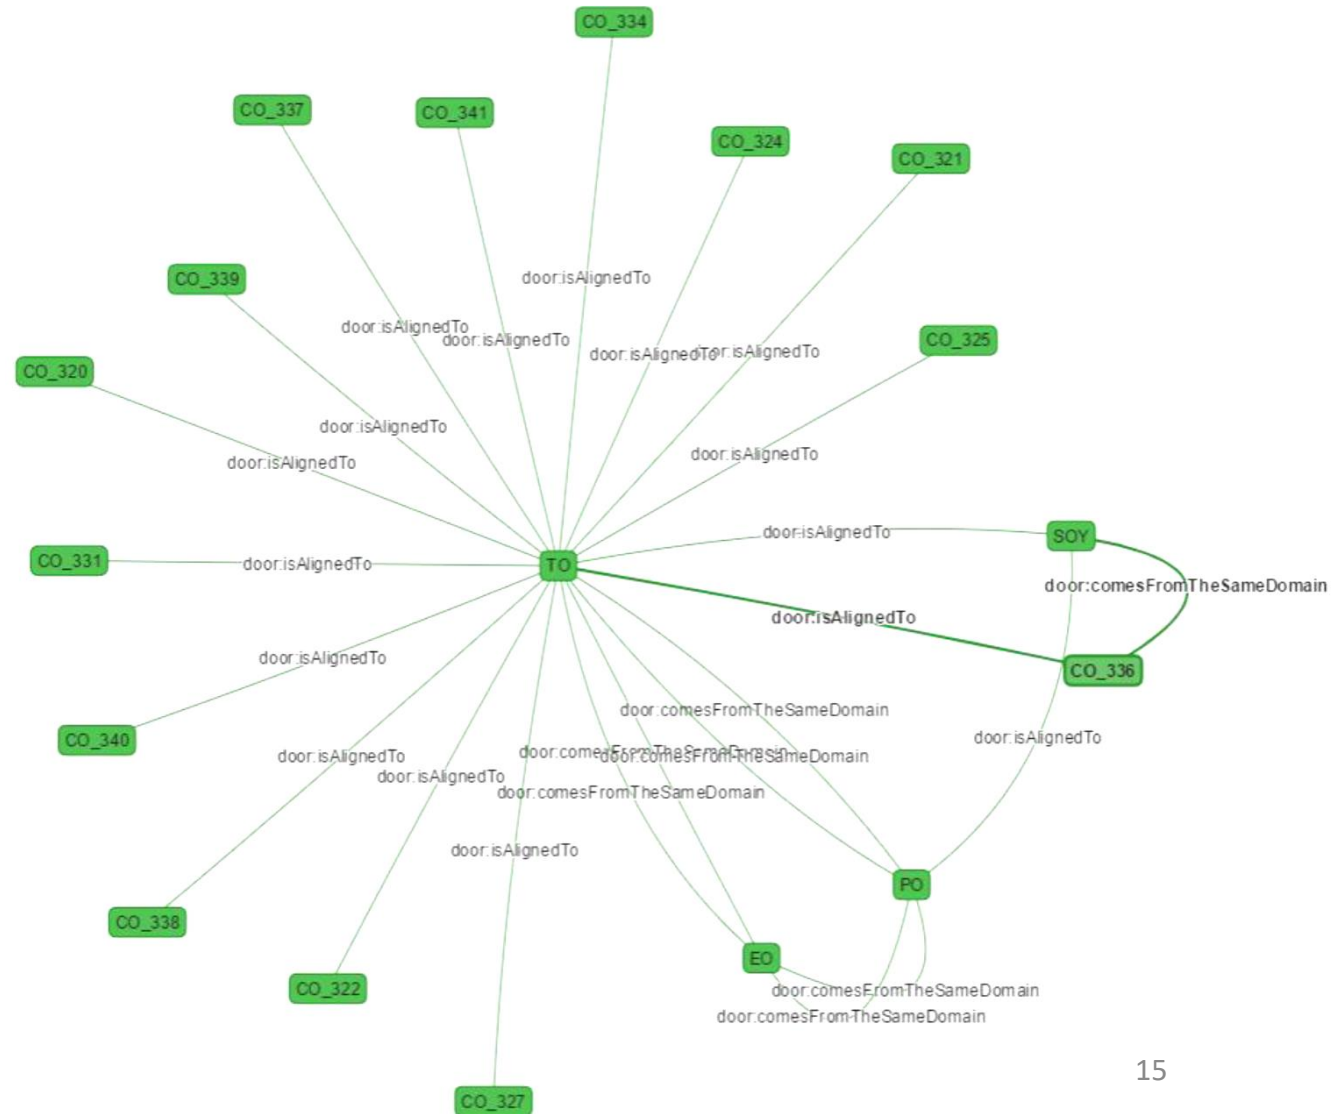 CO_334
CO_337
CO_341
CO_324
CO_321
CO_339
door:isAlignedTo
door:isAlignedTo
door:isAlignedTo
CO_325
door:isAlignedTo
door:isAlignedTo
CO_320
door:isAlignedTo
door:isAlignedTo
door:isAlignedTo
door:isAlignedTo
SOY
CO_331
door:isAlignedTo
TO
door:comesFromTheSameDomain
door:isAlignedTo
door:isAlignedTo
CO_336
door:comesFromTheSameDomain
CO_340
door:isAlignedTo
door:isAlignedTo
door:comesFromTheSameDomain
door:comesFromTheSameDomain
door:isAlignedTo
door:comesFromTheSameDomain
door:isAlignedTo
PO
CO_338
EO
CO_322
door:comesFromTheSameDomain
door:comesFromTheSameDomain
15
CO_327